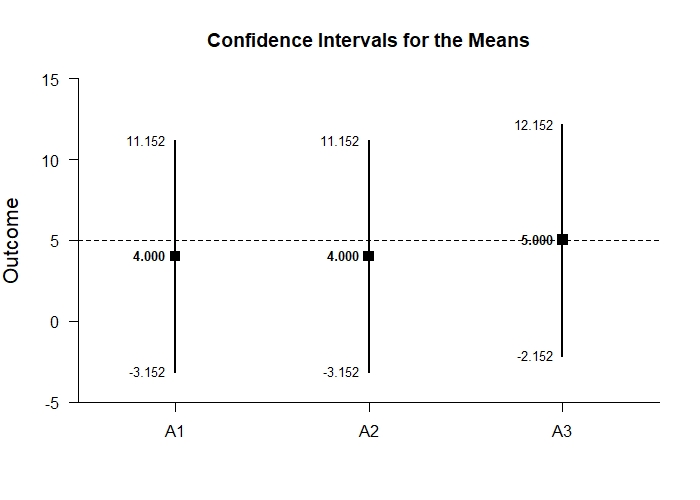 Confidence Intervals for the Means
Outcome
15
10
5
0
-5
11.152
4.000
-3.152
11.152
4.000
-3.152
12.152
5.000
-2.152
A1
A2
A3